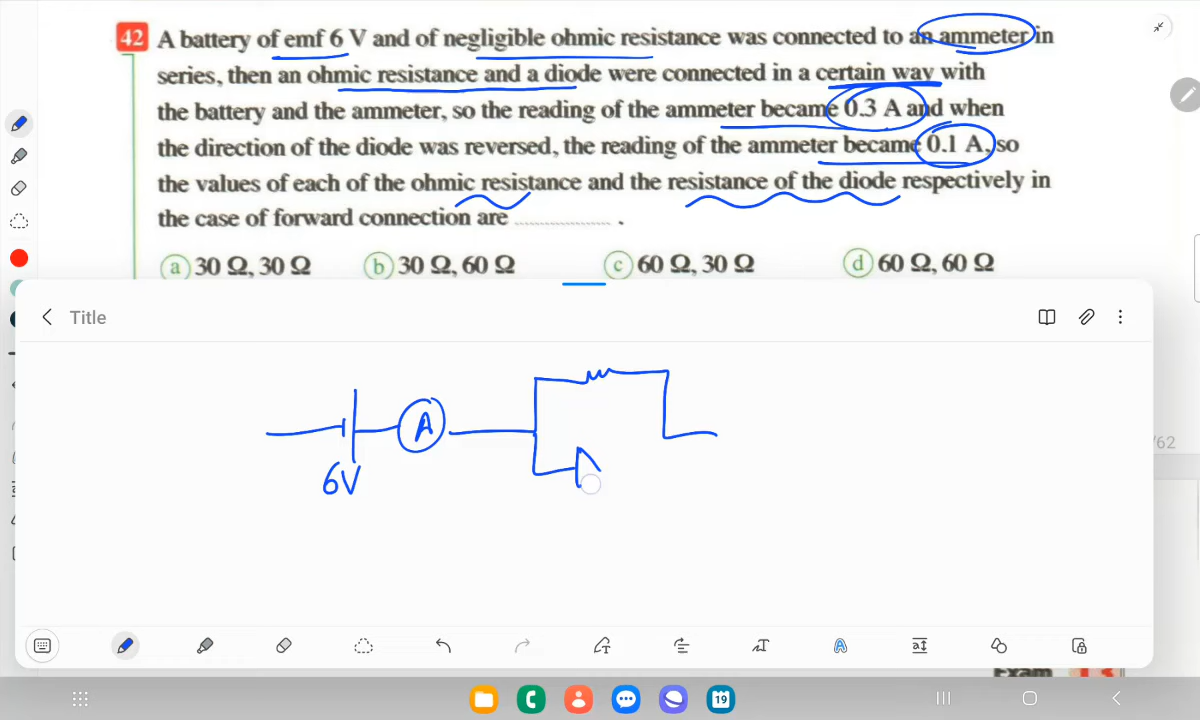 42 A battery of emf 6 V and of negligible ohmic resistance was connected to an ammeter in
series, then an ohmic resistance and a diode were connected in a certain way with
the battery and the ammeter, so the reading of the ammeter became 0.3 A and when
the direction of the diode was reversed, the reading of the ammeter became 0.1 A, so
the values of each of the ohmic resistance and the resistance of the diode respectively in
the case of forward connection are .................. .
a 30 Ω, 30 Ω b 30 Ω, 60 Ω c 60 Ω, 30 Ω d 60 Ω, 60 Ω
Title
A
6V
/62
Exam
19